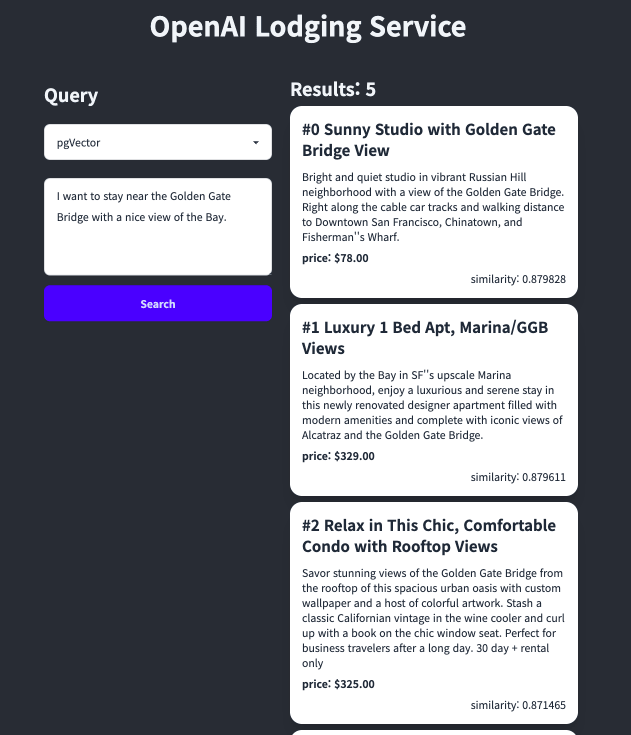 OpenAI Lodging Service
Query
pgVector
I want to stay near the Golden Gate
Bridge with a nice view of the Bay.
Search
Results: 5
#0 Sunny Studio with Golden Gate
Bridge View
Bright and quiet studio in vibrant Russian Hill
neighborhood with a view of the Golden Gate Bridge.
Right along the cable car tracks and walking distance
to Downtown San Francisco, Chinatown, and
Fisherman''s Wharf.
price: $78.00
similarity: 0.879828
#1 Luxury 1 Bed Apt, Marina/GGB
Views
Located by the Bay in SF''s upscale Marina
neighborhood, enjoy a luxurious and serene stay in
this newly renovated designer apartment filled with
modern amenities and complete with iconic views of
Alcatraz and the Golden Gate Bridge.
price: $329.00
similarity: 0.879611
#2 Relax in This Chic, Comfortable
Condo with Rooftop Views
Savor stunning views of the Golden Gate Bridge from
the rooftop of this spacious urban oasis with custom
wallpaper and a host of colorful artwork. Stash a
classic Californian vintage in the wine cooler and curl
up with a book on the chic window seat. Perfect for
business travelers after a long day. 30 day + rental
only
price: $325.00
similarity: 0.871465